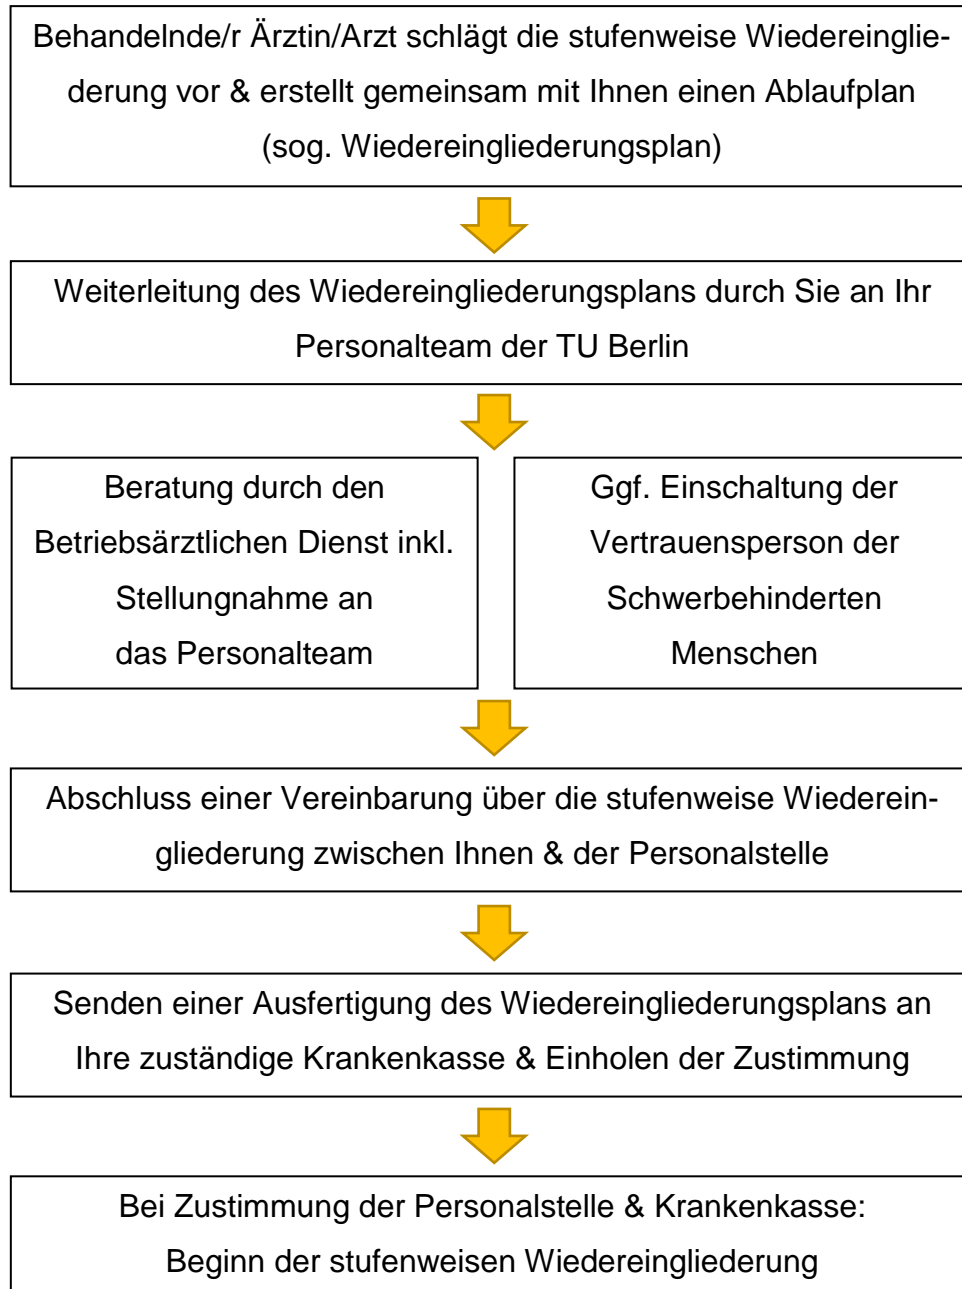 Behandelnde/r Ärztin/Arzt schlägt die stufenweise Wiedereinglie-
derung vor & erstellt gemeinsam mit Ihnen einen Ablaufplan
(sog. Wiedereingliederungsplan)
Weiterleitung des Wiedereingliederungsplans durch Sie an Ihr
Personalteam der TU Berlin
Beratung durch den
Betriebsärztlichen Dienst inkl.
Stellungnahme an
das Personalteam
Ggf. Einschaltung der
Vertrauensperson der
Schwerbehinderten
Menschen
Abschluss einer Vereinbarung über die stufenweise Wiederein-
gliederung zwischen Ihnen & der Personalstelle
Senden einer Ausfertigung des Wiedereingliederungsplans an
Ihre zuständige Krankenkasse & Einholen der Zustimmung
Bei Zustimmung der Personalstelle & Krankenkasse:
Beginn der stufenweisen Wiedereingliederung